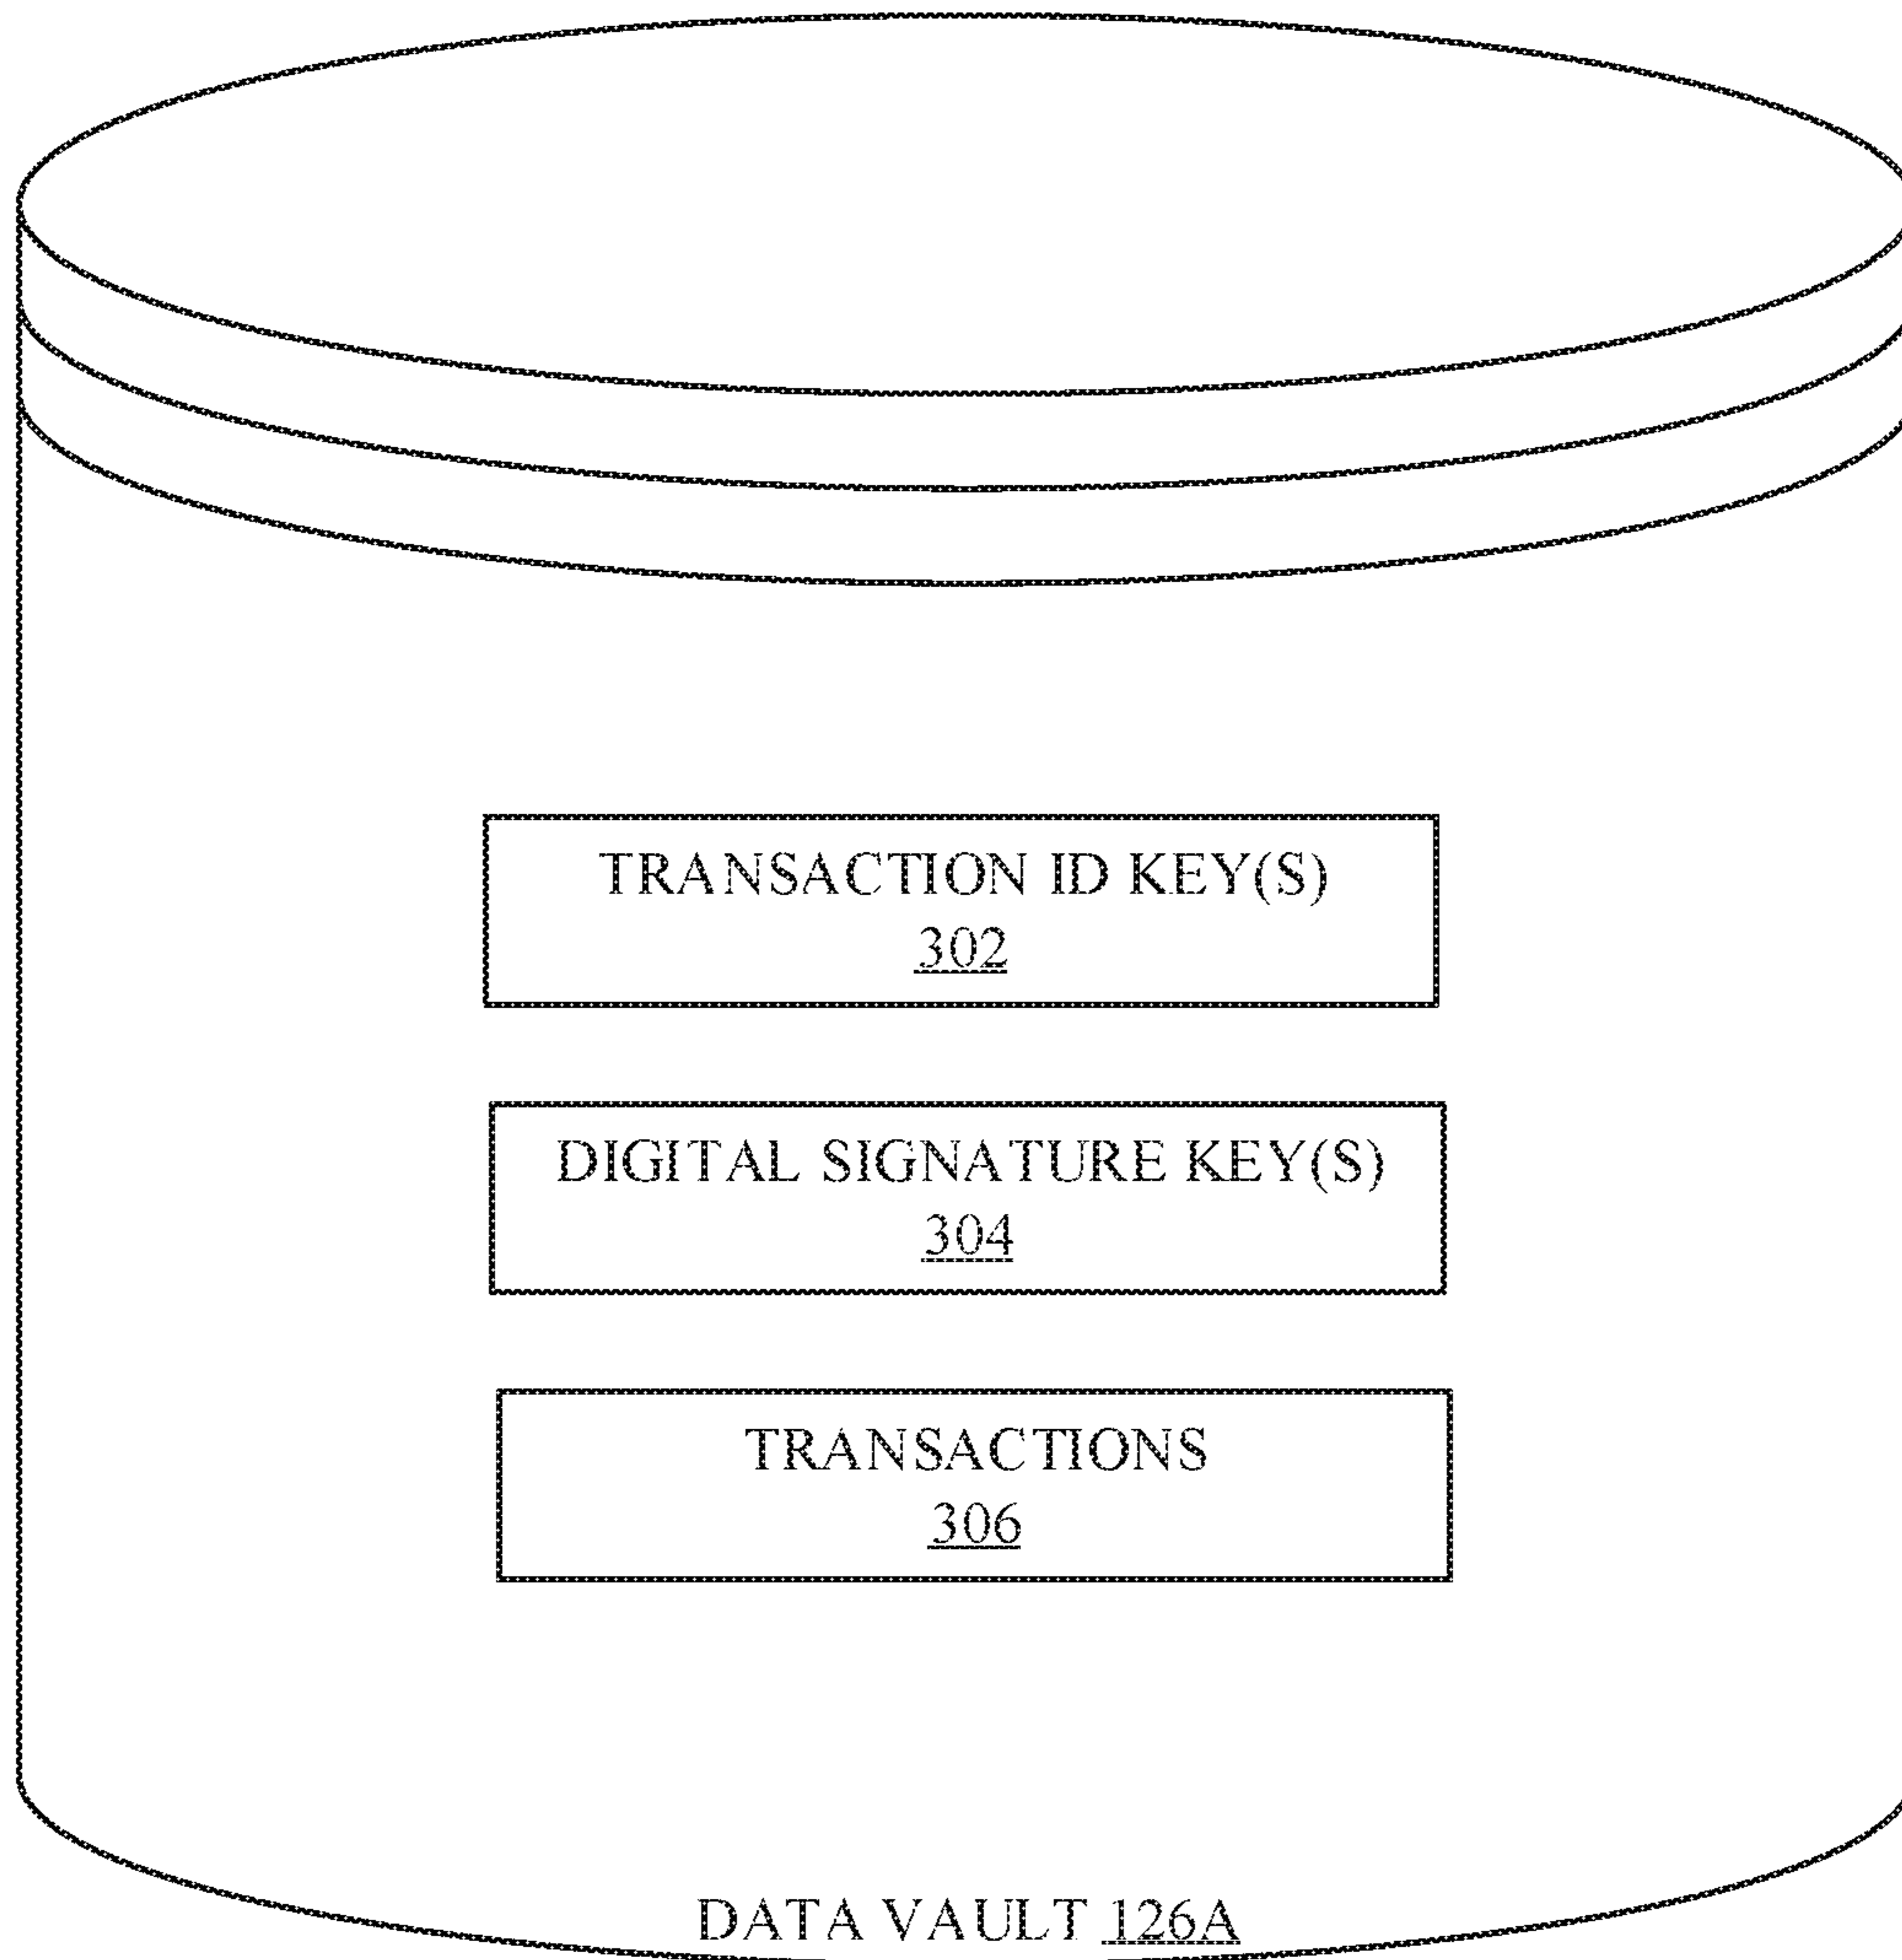 TRANSACTION ID KEY(S)
302
DIGITAL SIGNATURE KEY(S)
304
TRANSACTIONS
306
DATA VAULT 126A